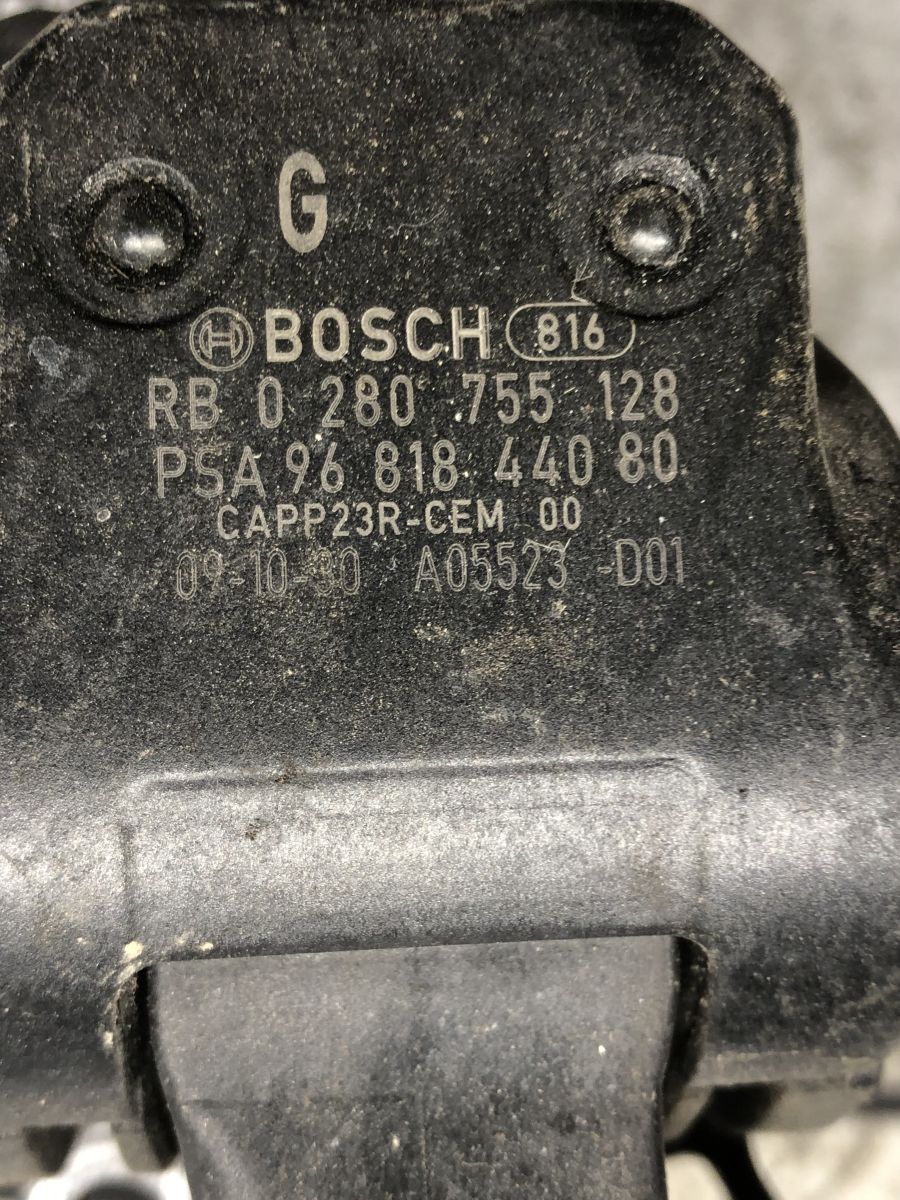 G
BOSCH 816
RB 0 280 755 128
PSA 96 818 440 80
CAPP23R-CEM 00
09-10-30 A05523 -D01